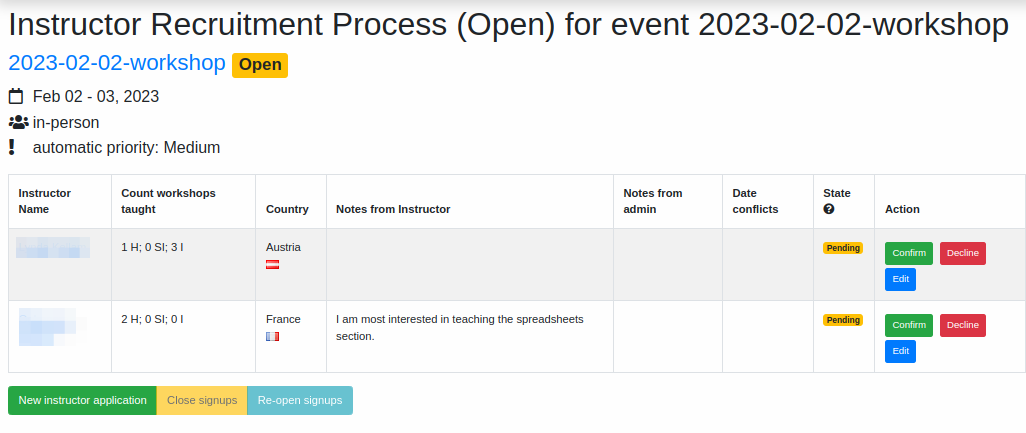 Instructor Recruitment Process (Open) for event 2023-02-02-workshop
2023-02-02-workshop Open
Feb 02 - 03, 2023
in-person
automatic priority: Medium
Instructor Name Count workshops taught Country Notes from Instructor Notes from admin Date conflicts State Action
1 H; 0 SI; 3 I Austria Pending Confirm Decline
Edit
2 H; 0 SI; 0 I France I am most interested in teaching the spreadsheets section. Pending Confirm Decline
Edit
New instructor application Close signups Re-open signups